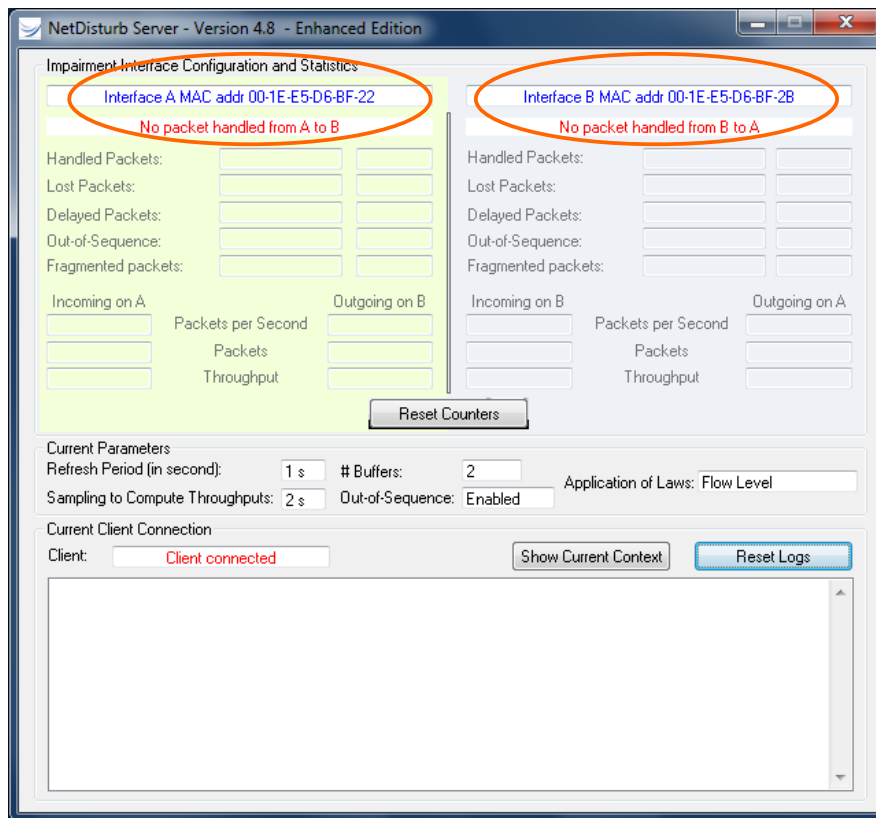 NetDisturb Server - Version 4.8 - Enhanced Edition
Impairment Interface Configuration and Statistics
Interface A MAC addr 00-1E-E5-D6-BF-22
No packet handled from A to B
Handled Packets:
Lost Packets:
Delayed Packets:
Out-of-Sequence:
Fragmented packets:
Incoming on A Outgoing on B
Packets per Second
Packets
Throughput
Interface B MAC addr 00-1E-E5-D6-BF-2B
No packet handled from B to A
Handled Packets:
Lost Packets:
Delayed Packets:
Out-of-Sequence:
Fragmented packets:
Incoming on B Outgoing on A
Packets per Second
Packets
Throughput
Reset Counters
Current Parameters
Refresh Period (in second): 1 s # Buffers: 2
Sampling to Compute Throughputs: 2 s Out-of-Sequence: Enabled
Application of Laws: Flow Level
Current Client Connection
Client: Client connected Show Current Context Reset Logs